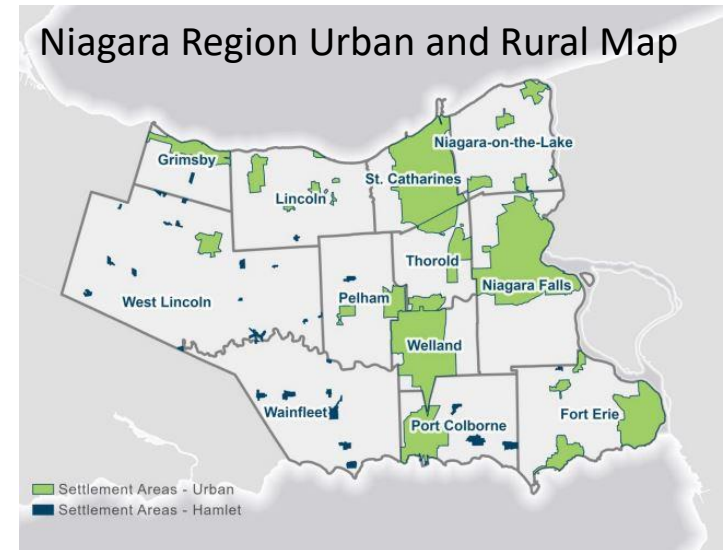 Niagara Region Urban and Rural Map
Niagara-on-the-Lake
Grimsby
St. Catharines
Lincoln
Thorold
Niagara Falls
West Lincoln
Pelham
Welland
Wainfleet
Port Colborne
Fort Erie
Settlement Areas - Urban
Settlement Areas - Hamlet